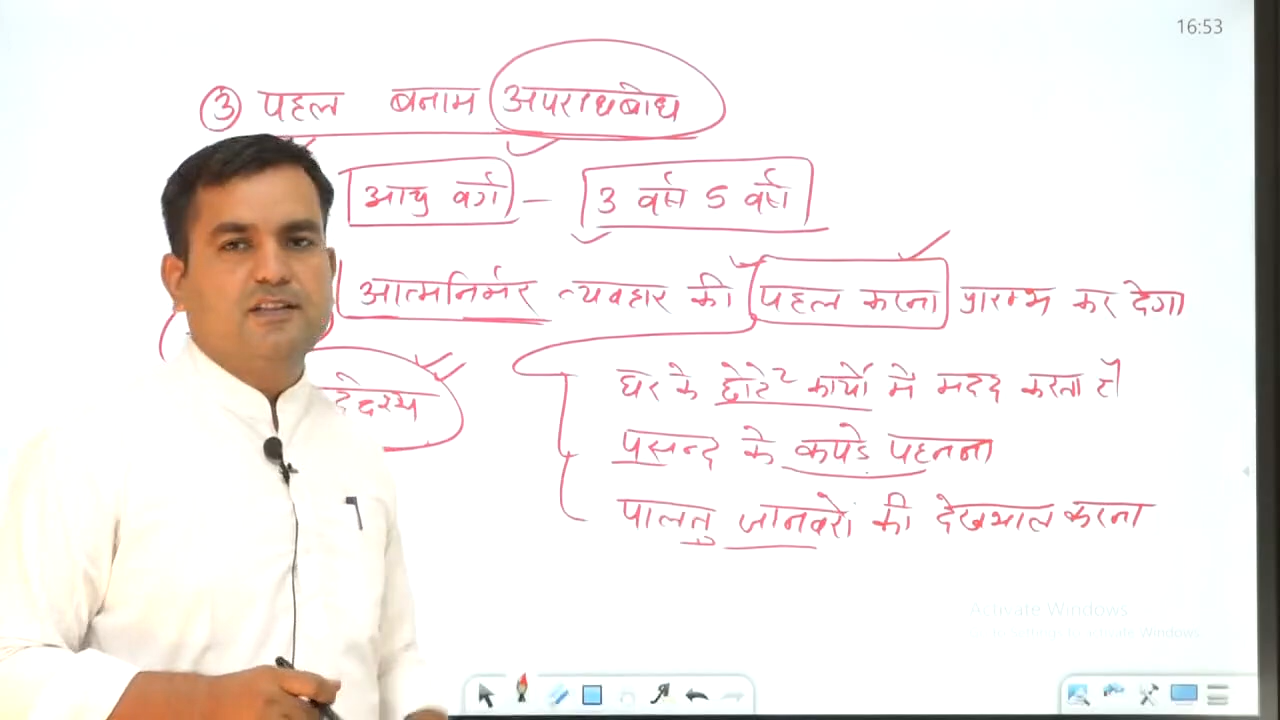 16:53
③ पहल बनाम अपराधबोध
आयु वर्ग - 3 वर्ष 5 वर्ष
आत्मनिर्भर व्यवहार की पहल करना प्रारम्भ कर देगा
घर के छोटे² कार्यो में मदद करता है
पसन्द के कपडे पहनना
पालतु जानवरो की देखभाल करना
Activate Windows